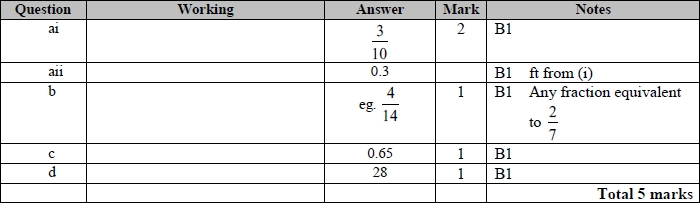 Question Working Answer Mark Notes
ai 3/10 2 B1
aii 0.3 B1 ft from (i)
b eg. 4/14 1 B1 Any fraction equivalent
to 2/7
c 0.65 1 B1
d 28 1 B1
Total 5 marks